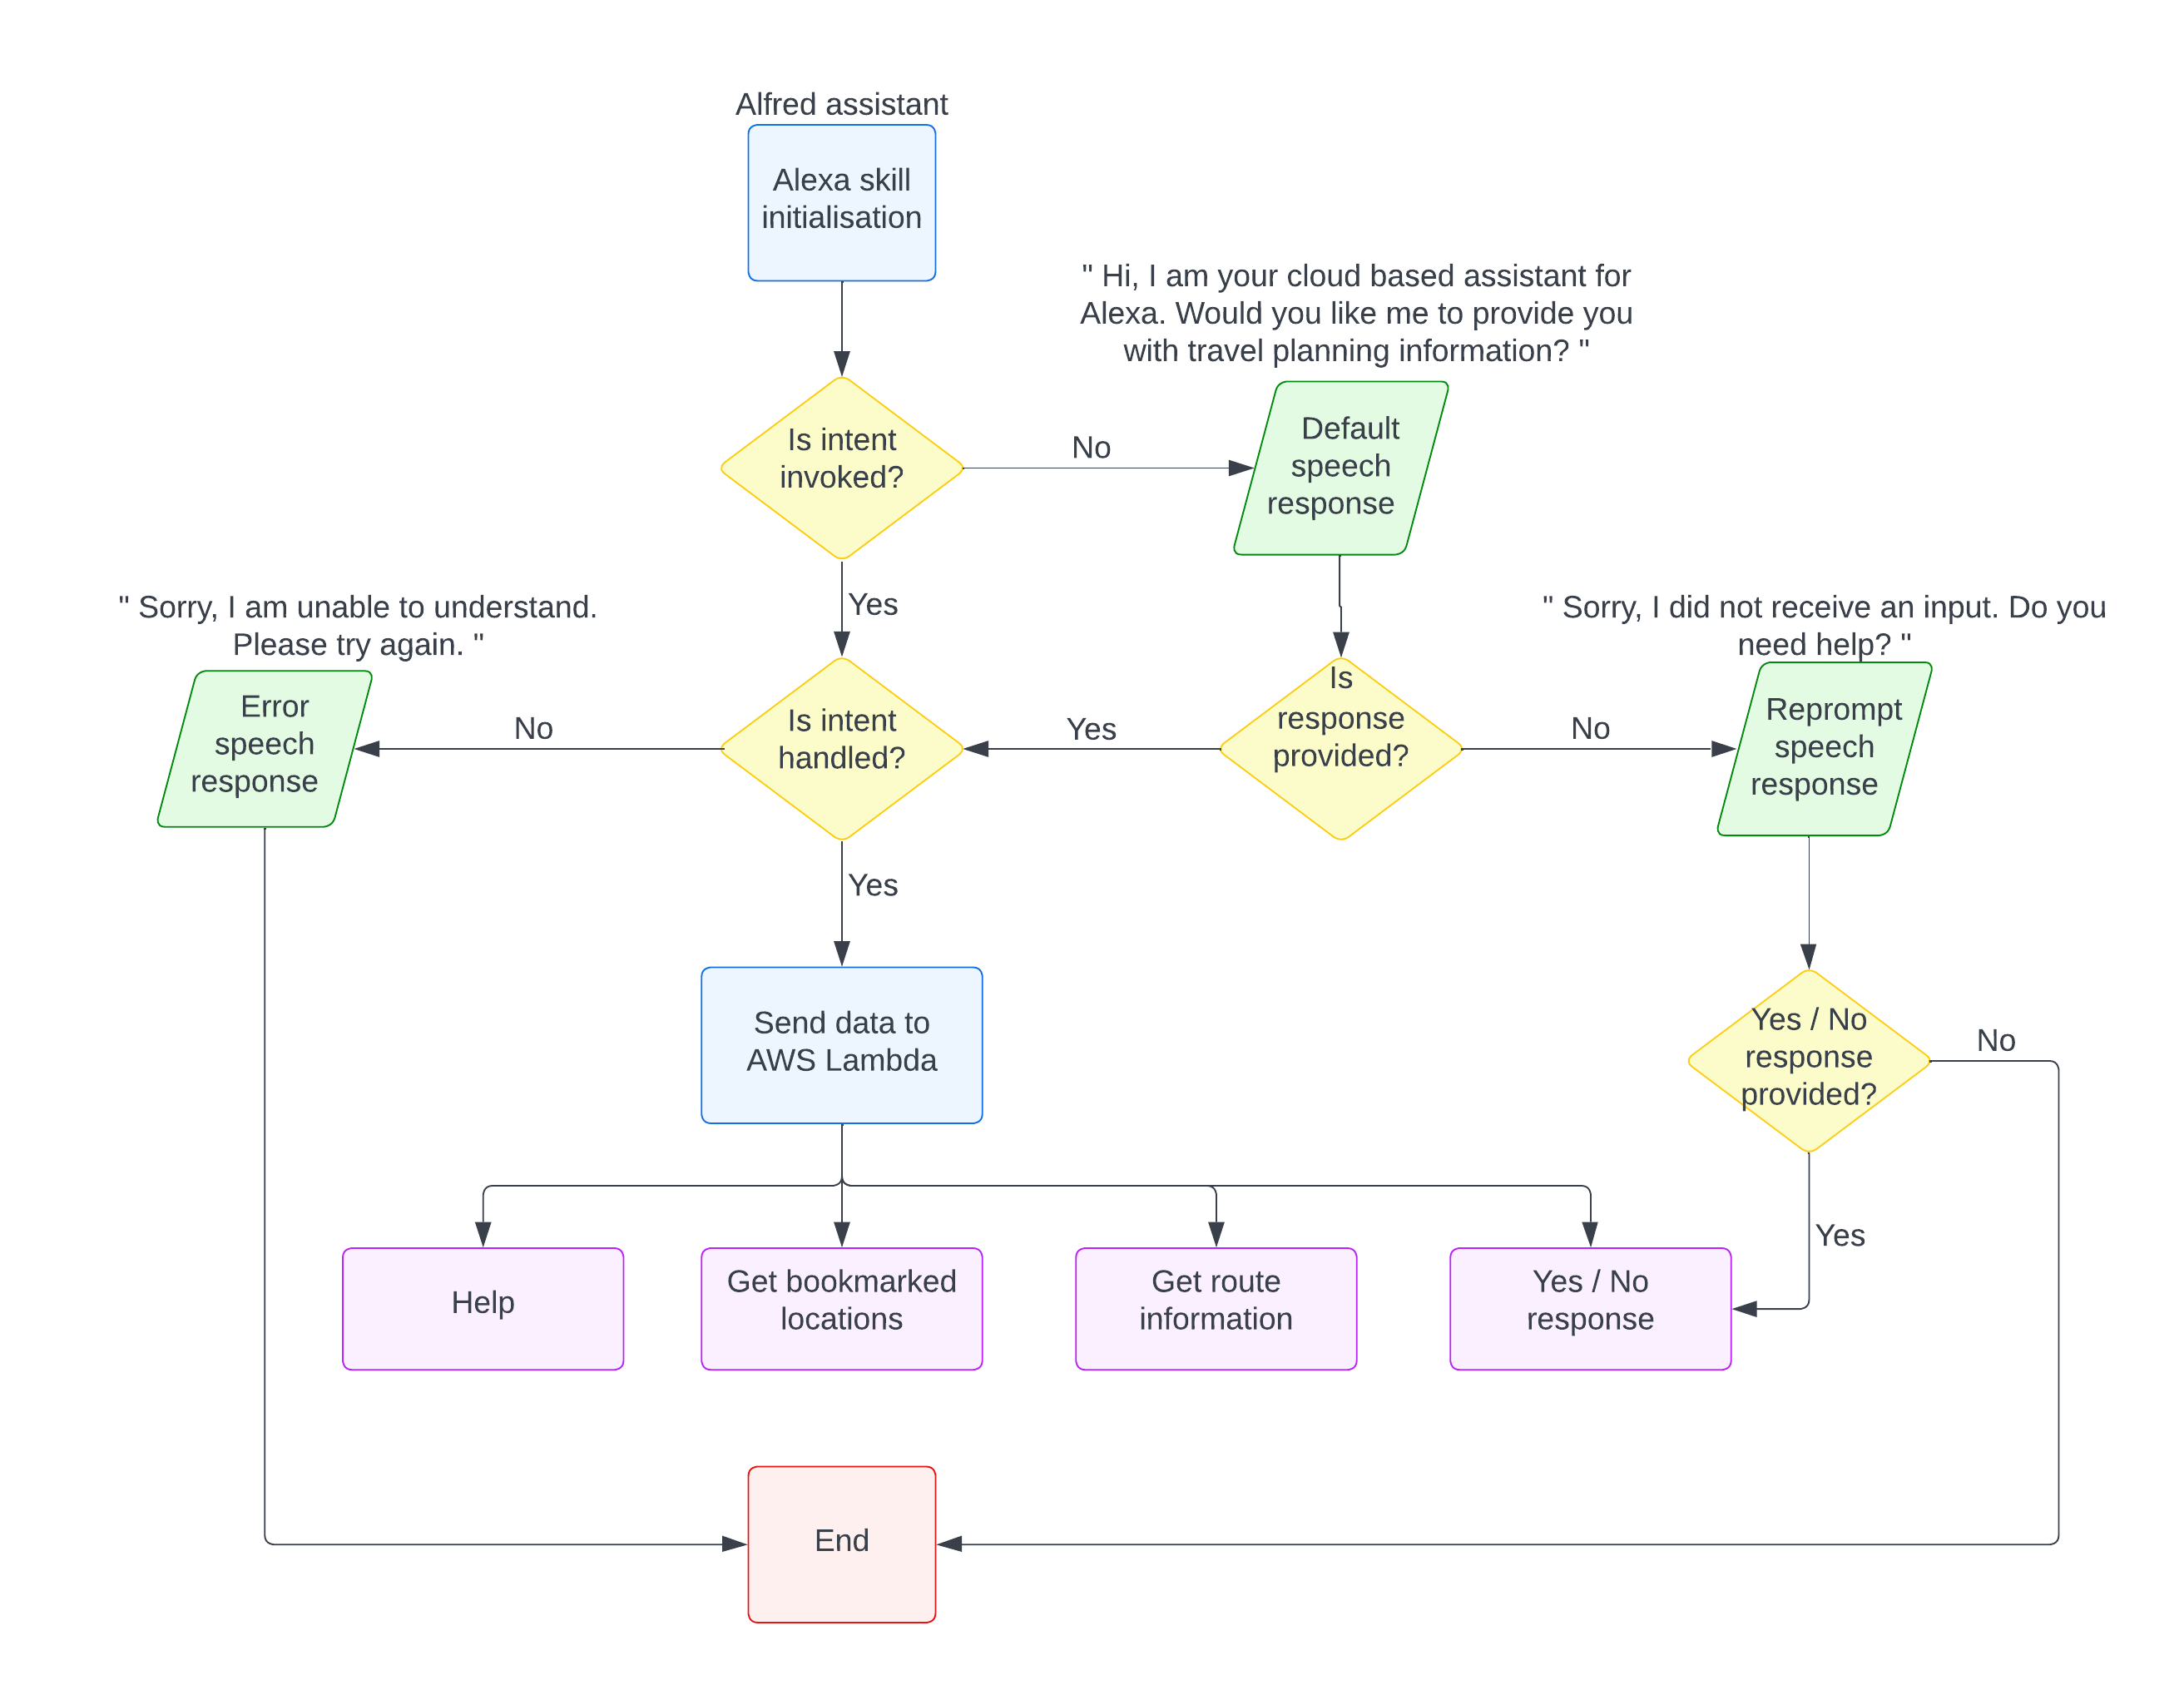 Alfred assistant
Alexa skill
initialisation
" Hi, I am your cloud based assistant for
Alexa. Would you like me to provide you
with travel planning information? "
Is intent
invoked?
No
Default
speech
response
Yes
" Sorry, I am unable to understand.
Please try again. "
" Sorry, I did not receive an input. Do you
need help? "
Error
speech
response
No
Is intent
handled?
Yes
Is
response
provided?
No
Reprompt
speech
response
Yes
Send data to
AWS Lambda
Yes / No
response
provided?
No
Yes
Help
Get bookmarked
locations
Get route
information
Yes / No
response
End